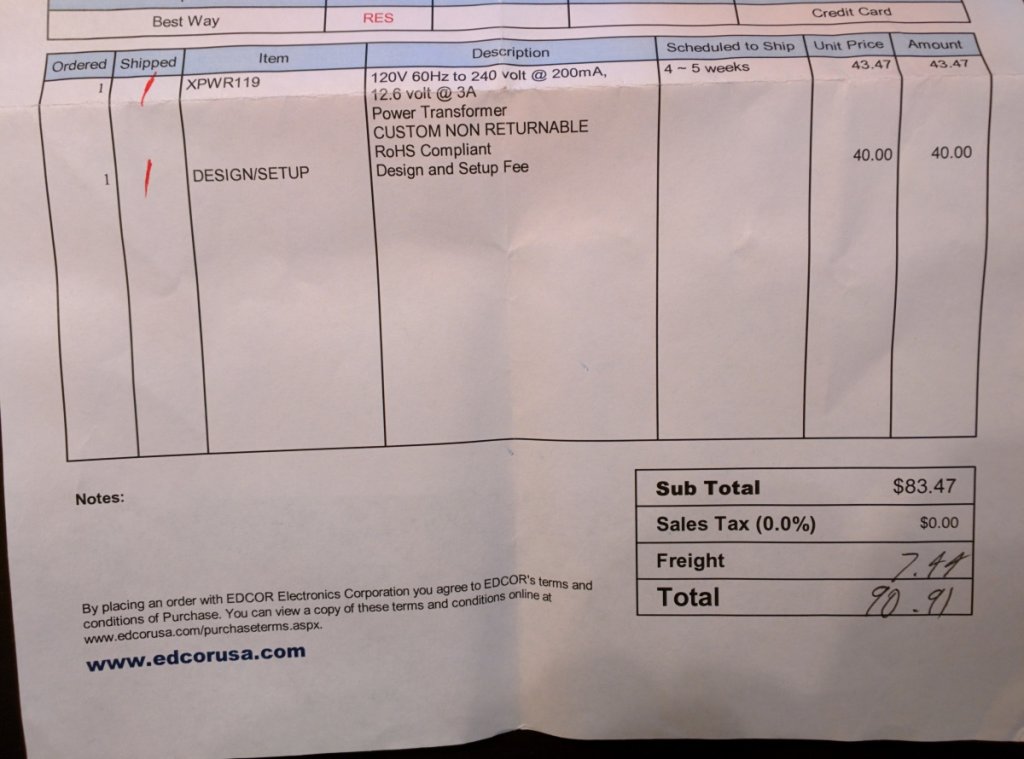 Best Way RES Credit Card
Ordered Shipped Item Description Scheduled to Ship Unit Price Amount
1 / XPWR119 120V 60Hz to 240 volt @ 200mA, 4 ~ 5 weeks 43.47 43.47
12.6 volt @ 3A
Power Transformer
CUSTOM NON RETURNABLE
RoHS Compliant
1 / DESIGN/SETUP Design and Setup Fee 40.00 40.00
Notes:
Sub Total $83.47
Sales Tax (0.0%) $0.00
Freight 7.44
Total 90.91
By placing an order with EDCOR Electronics Corporation you agree to EDCOR's terms and
conditions of Purchase. You can view a copy of these terms and conditions online at
www.edcorusa.com/purchaseterms.aspx.
www.edcorusa.com